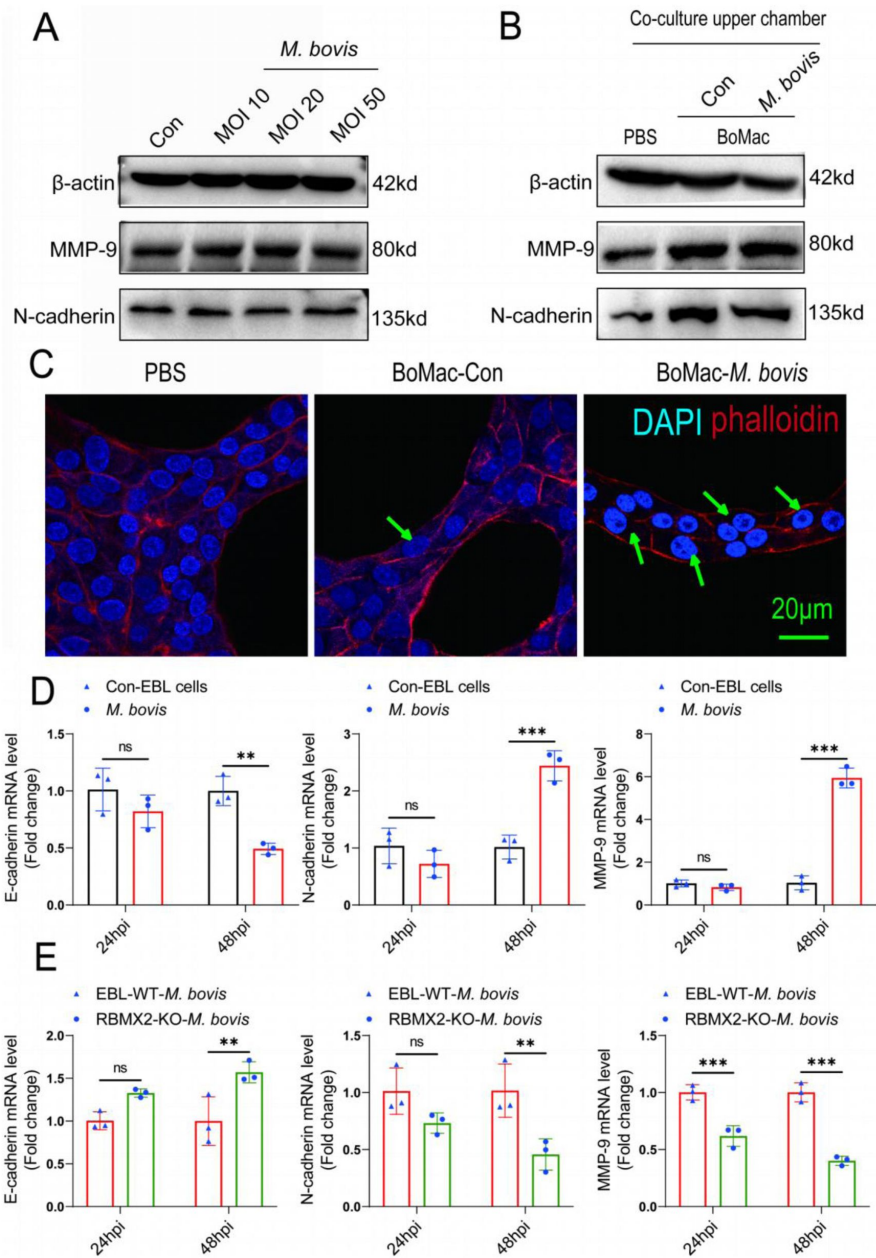 A
M. bovis
Con
MOI 10
MOI 20
MOI 50
β-actin
42kd
MMP-9
80kd
N-cadherin
135kd
B
Co-culture upper chamber
Con
M. bovis
PBS
BoMac
β-actin
42kd
MMP-9
80kd
N-cadherin
135kd
C
PBS
BoMac-Con
BoMac-M. bovis
DAPI phalloidin
20μm
D
Con-EBL cells
M. bovis
E-cadherin mRNA level
(Fold change)
1.5
1.0
0.5
0.0
ns
**
24hpi
48hpi
Con-EBL cells
M. bovis
N-cadherin mRNA level
(Fold change)
3
2
1
0
ns
***
24hpi
48hpi
Con-EBL cells
M. bovis
MMP-9 mRNA level
(Fold change)
8
6
4
2
0
ns
***
24hpi
48hpi
E
EBL-WT-M. bovis
RBMX2-KO-M. bovis
E-cadherin mRNA level
(Fold change)
2.0
1.5
1.0
0.5
0.0
ns
**
24hpi
48hpi
EBL-WT-M. bovis
RBMX2-KO-M. bovis
N-cadherin mRNA level
(Fold change)
1.5
1.0
0.5
0.0
ns
**
24hpi
48hpi
EBL-WT-M. bovis
RBMX2-KO-M. bovis
MMP-9 mRNA level
(Fold change)
1.5
1.0
0.5
0.0
***
***
24hpi
48hpi